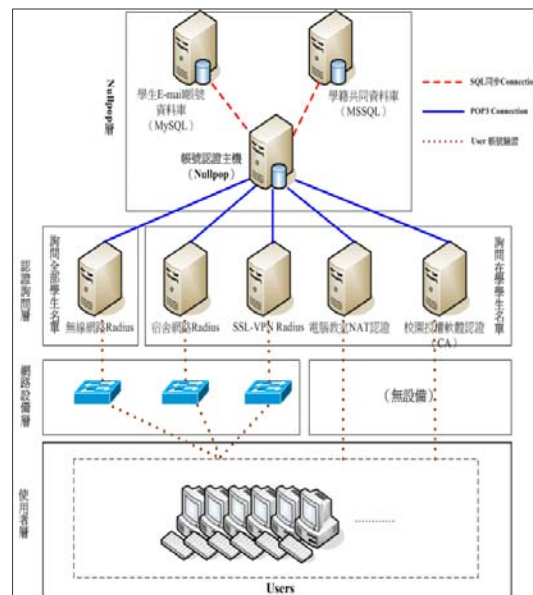 Nullpop層
學生E-mail帳號
資料庫
（MySQL）
學籍共同資料庫
（MSSQL）
帳號認證主機
（Nullpop）
SQL同步Connection
POP3 Connection
User 帳號驗證
認證詢問層
詢問全部學生名單
詢問在學學生名單
無線網路Radius
宿舍網路Radius
SSL-VPN Radius
電腦教室NAT認證
校園授權軟體認證
（CA）
網路設備層
（無設備）
使用者層
............
Users